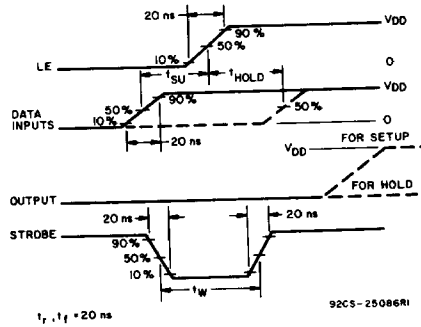 20 ns
VDD
90%
50%
10%
LE
0
tSU
tHOLD
VDD
90%
50%
50%
DATA
INPUTS
10%
0
20 ns
VDD
FOR SETUP
FOR HOLD
OUTPUT
20 ns
20 ns
STROBE
90%
50%
10%
tW
tr, tf = 20 ns
92CS-25086R1